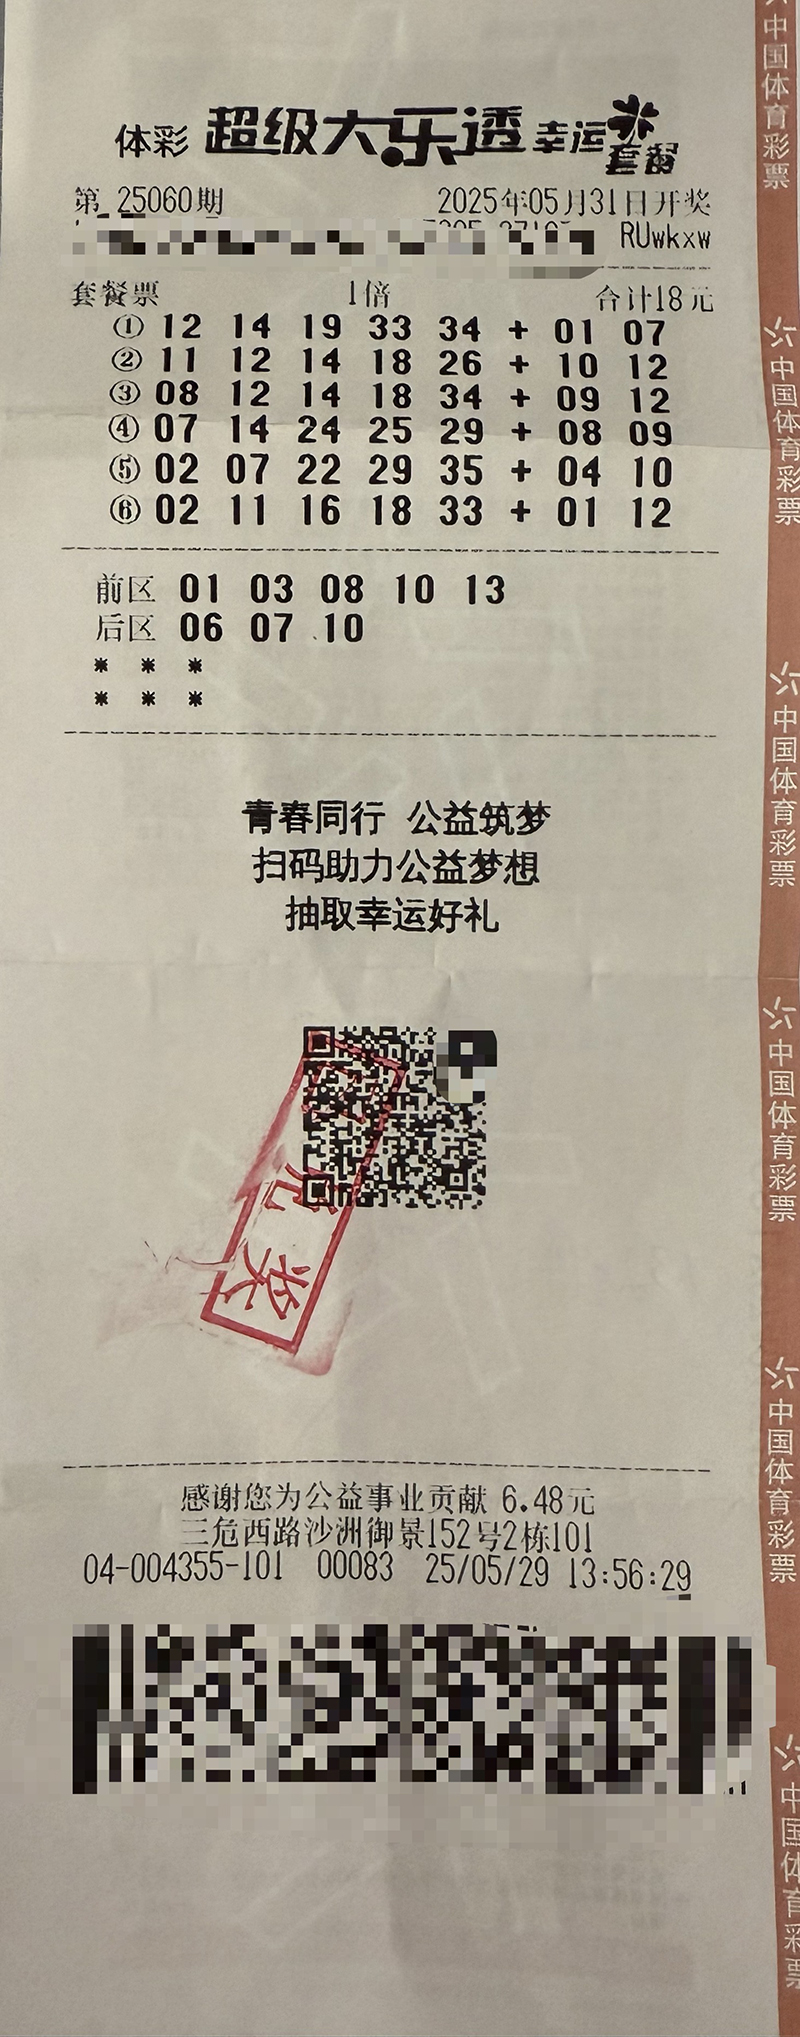 体彩 超级大乐透 幸运套餐
第 25060期 2025年05月31日开奖
RUwkxw
套餐票 1倍 合计18元
① 12 14 19 33 34 + 01 07
② 11 12 14 18 26 + 10 12
③ 08 12 14 18 34 + 09 12
④ 07 14 24 25 29 + 08 09
⑤ 02 07 22 29 35 + 04 10
⑥ 02 11 16 18 33 + 01 12
前区 01 03 08 10 13
后区 06 07 10
* * *
* * *
青春同行 公益筑梦
扫码助力公益梦想
抽取幸运好礼
兑奖
感谢您为公益事业贡献 6.48元
三危西路沙洲御景152号2栋101
04-004355-101 00083 25/05/29 13:56:29
中国体育彩票
中国体育彩票
中国体育彩票
中国体育彩票
中国体育彩票
中国体育彩票